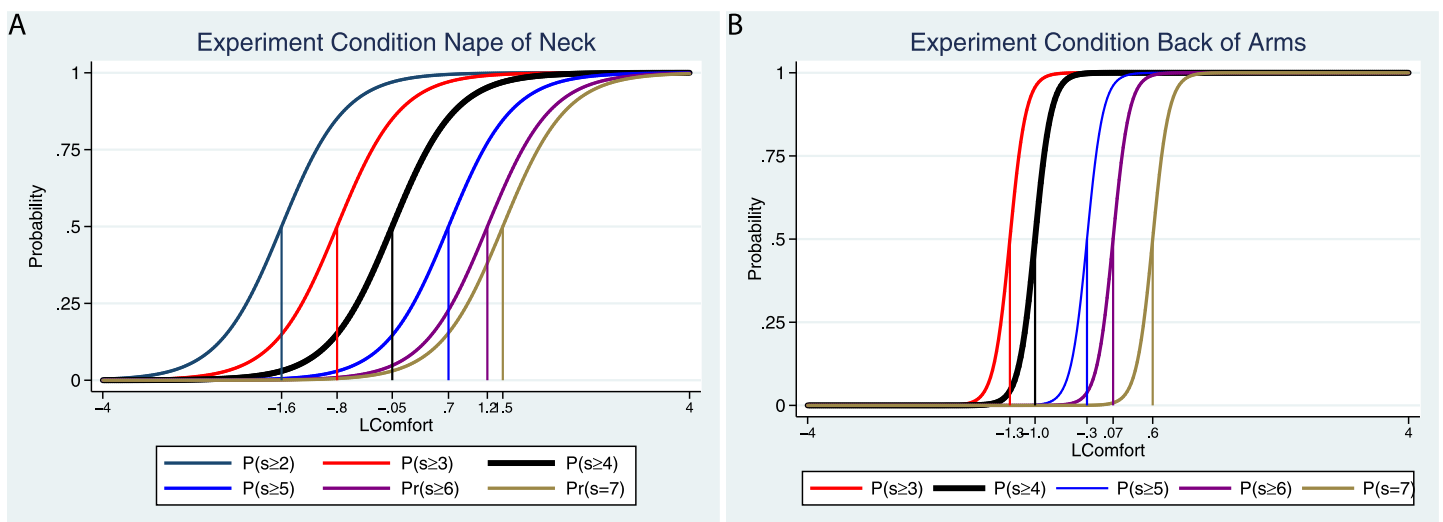 A
Experiment Condition Nape of Neck
1
.75
.5
.25
0
Probability
−4 −1.6 −.8 −.05 .7 1.2 1.5 4
LComfort
P(s≥2) P(s≥3) P(s≥4)
P(s≥5) Pr(s≥6) Pr(s=7)
B
Experiment Condition Back of Arms
1
.75
.5
.25
0
Probability
−4 −1.3 −1.0 −.3 .07 .6 4
LComfort
P(s≥3) P(s≥4) P(s≥5) P(s≥6) P(s=7)